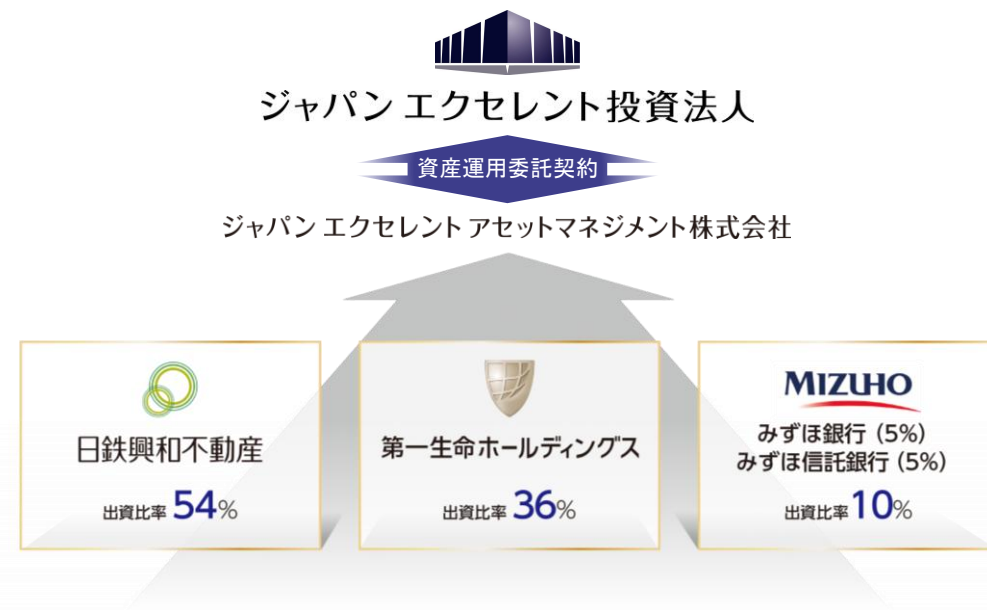 ジャパン エクセレント投資法人
資産運用委託契約
ジャパン エクセレント アセットマネジメント株式会社
日鉄興和不動産
出資比率 54%
第一生命ホールディングス
出資比率 36%
MIZUHO
みずほ銀行 (5%)
みずほ信託銀行 (5%)
出資比率 10%